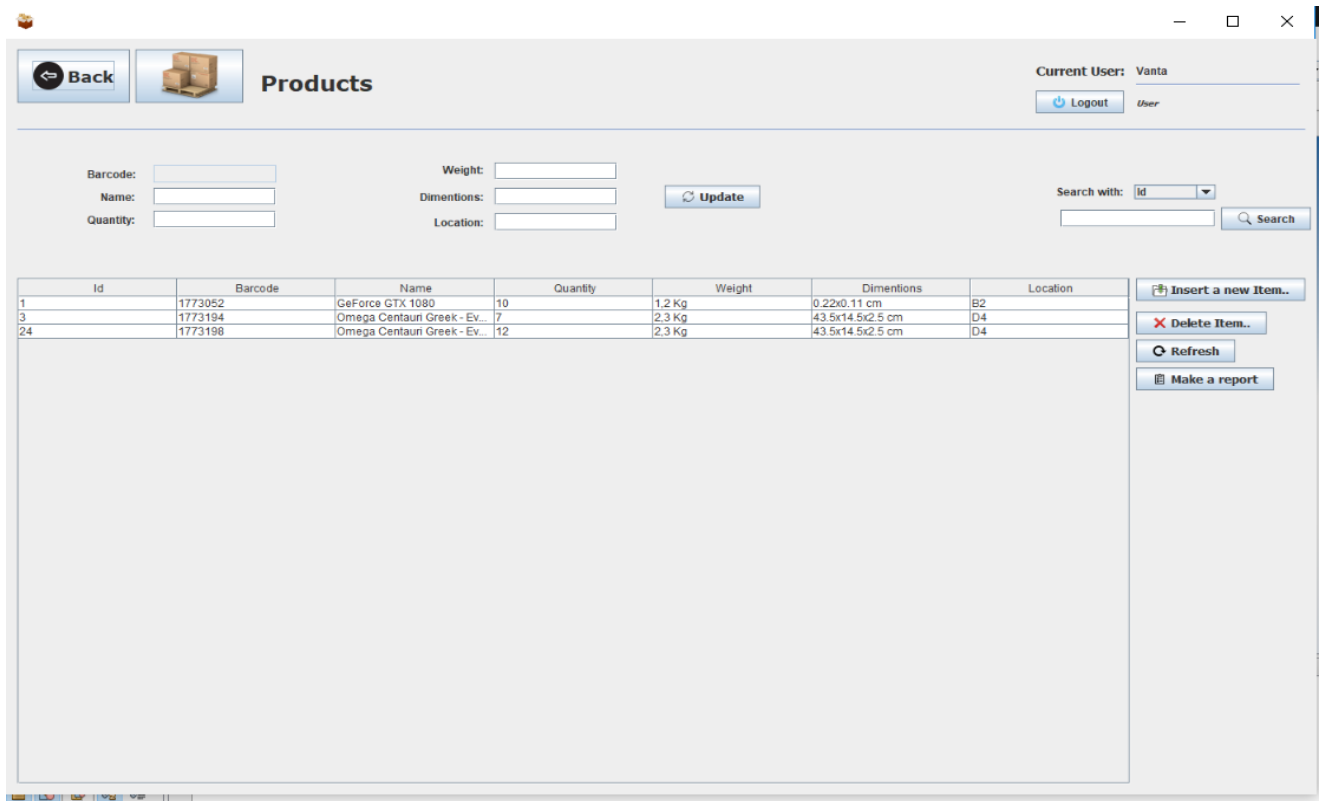 Back
Products
Current User: Vanta
Logout User
Barcode:
Name:
Quantity:
Weight:
Dimentions:
Location:
Update
Search with: Id
Search
Id Barcode Name Quantity Weight Dimentions Location
1 1773052 GeForce GTX 1080 10 1,2 Kg 0.22x0.11 cm B2
3 1773194 Omega Centauri Greek - Ev... 7 2,3 Kg 43.5x14.5x2.5 cm D4
24 1773198 Omega Centauri Greek - Ev... 12 2,3 Kg 43.5x14.5x2.5 cm D4
Insert a new Item..
Delete Item..
Refresh
Make a report